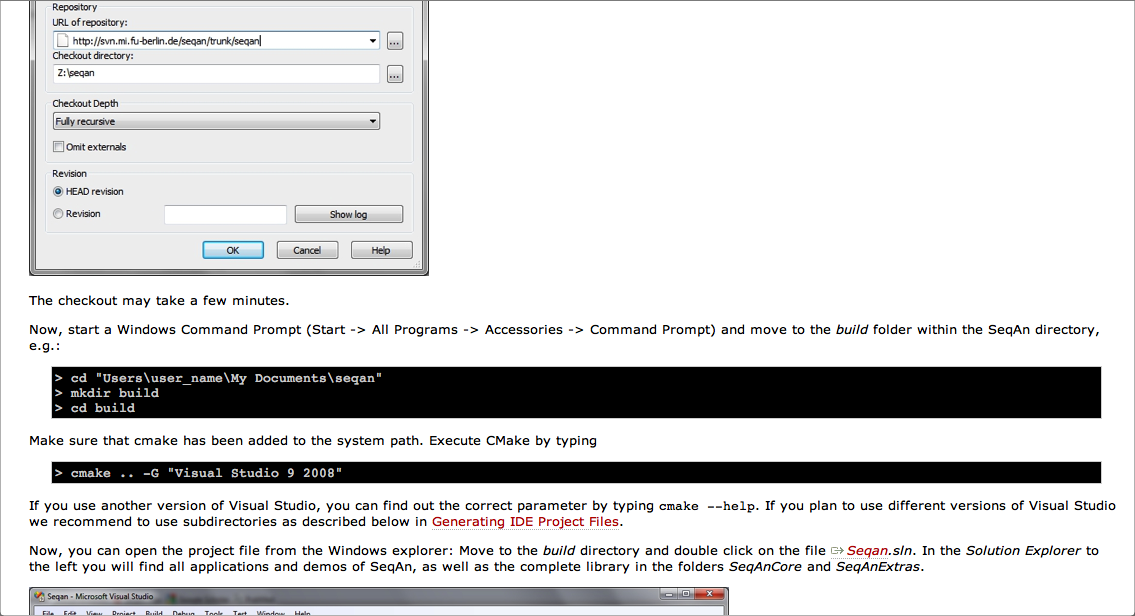 Repository
URL of repository:
http://svn.mi.fu-berlin.de/seqan/trunk/seqan
...
Checkout directory:
Z:\seqan
...
Checkout Depth
Fully recursive
Omit externals
Revision
HEAD revision
Revision
Show log
OK Cancel Help
The checkout may take a few minutes.
Now, start a Windows Command Prompt (Start -> All Programs -> Accessories -> Command Prompt) and move to the build folder within the SeqAn directory,
e.g.:
> cd "Users\user_name\My Documents\seqan"
> mkdir build
> cd build
Make sure that cmake has been added to the system path. Execute CMake by typing
> cmake .. -G "Visual Studio 9 2008"
If you use another version of Visual Studio, you can find out the correct parameter by typing cmake --help. If you plan to use different versions of Visual Studio
we recommend to use subdirectories as described below in Generating IDE Project Files.
Now, you can open the project file from the Windows explorer: Move to the build directory and double click on the file Seqan.sln. In the Solution Explorer to
the left you will find all applications and demos of SeqAn, as well as the complete library in the folders SeqAnCore and SeqAnExtras.
Seqan - Microsoft Visual Studio
File Edit View Project Build Debug Tools Test Window Help